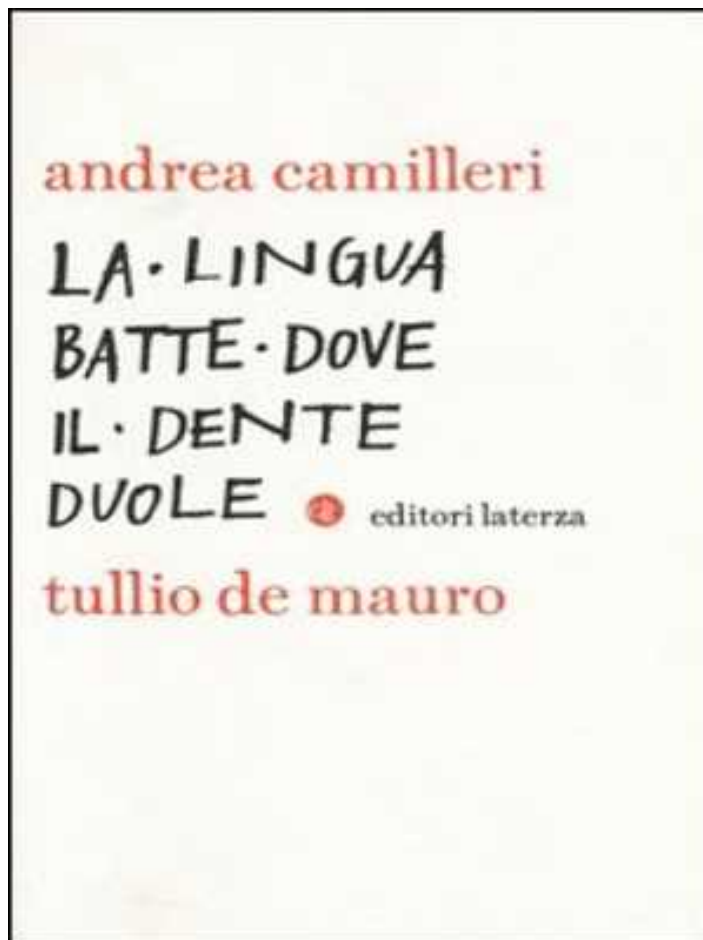 andrea camilleri
LA·LINGUA
BATTE·DOVE
IL·DENTE
DUOLE editori laterza
tullio de mauro